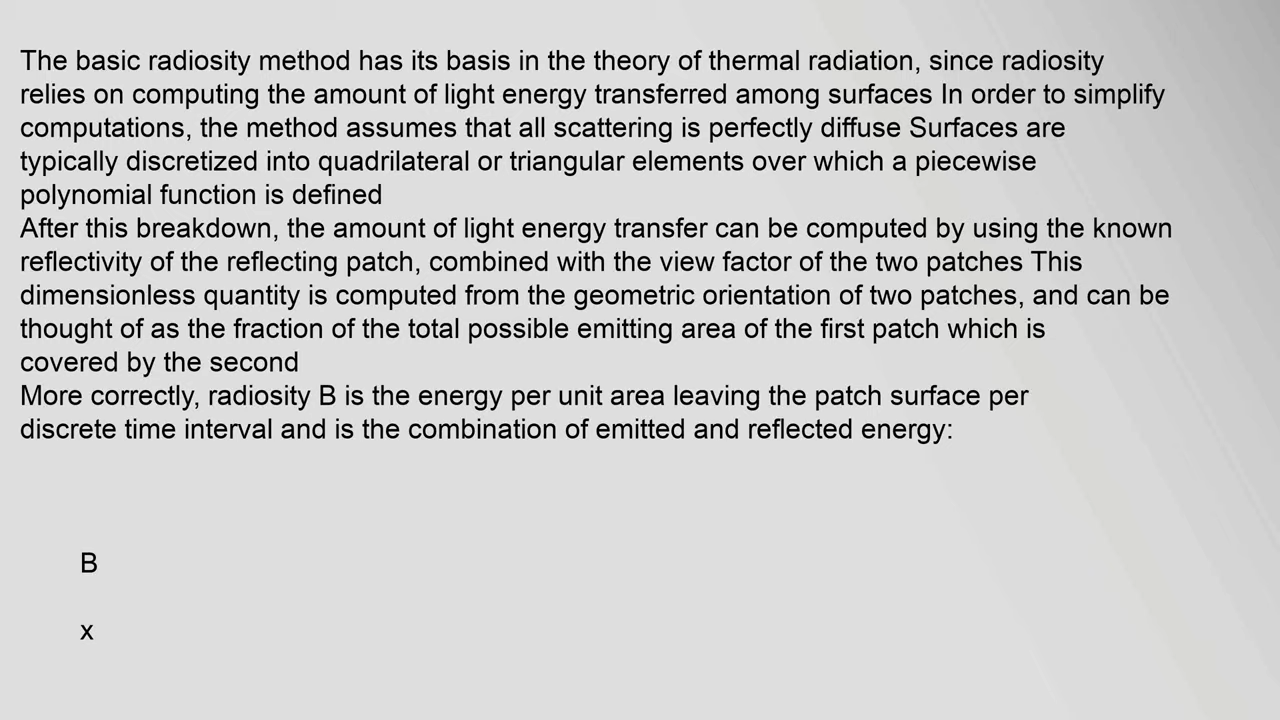 The basic radiosity method has its basis in the theory of thermal radiation, since radiosity
relies on computing the amount of light energy transferred among surfaces In order to simplify
computations, the method assumes that all scattering is perfectly diffuse Surfaces are
typically discretized into quadrilateral or triangular elements over which a piecewise
polynomial function is defined
After this breakdown, the amount of light energy transfer can be computed by using the known
reflectivity of the reflecting patch, combined with the view factor of the two patches This
dimensionless quantity is computed from the geometric orientation of two patches, and can be
thought of as the fraction of the total possible emitting area of the first patch which is
covered by the second
More correctly, radiosity B is the energy per unit area leaving the patch surface per
discrete time interval and is the combination of emitted and reflected energy:
B
x